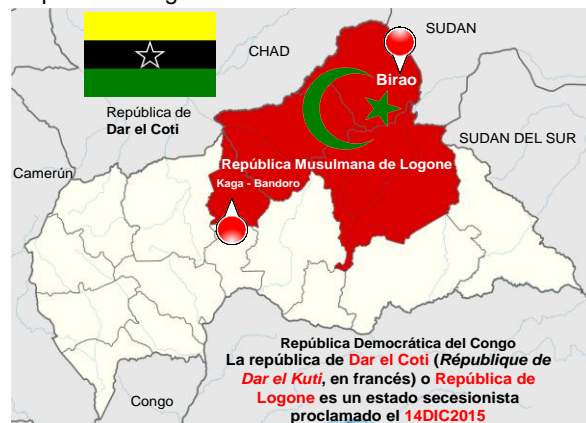 SUDAN
CHAD
Birao
República de
Dar el Coti
SUDAN DEL SUR
República Musulmana de Logone
Camerún
Kaga - Bandoro
República Democrática del Congo
La república de Dar el Coti (République de
Dar el Kuti, en francés) o República de
Logone es un estado secesionista
Congo
proclamado el 14DIC2015